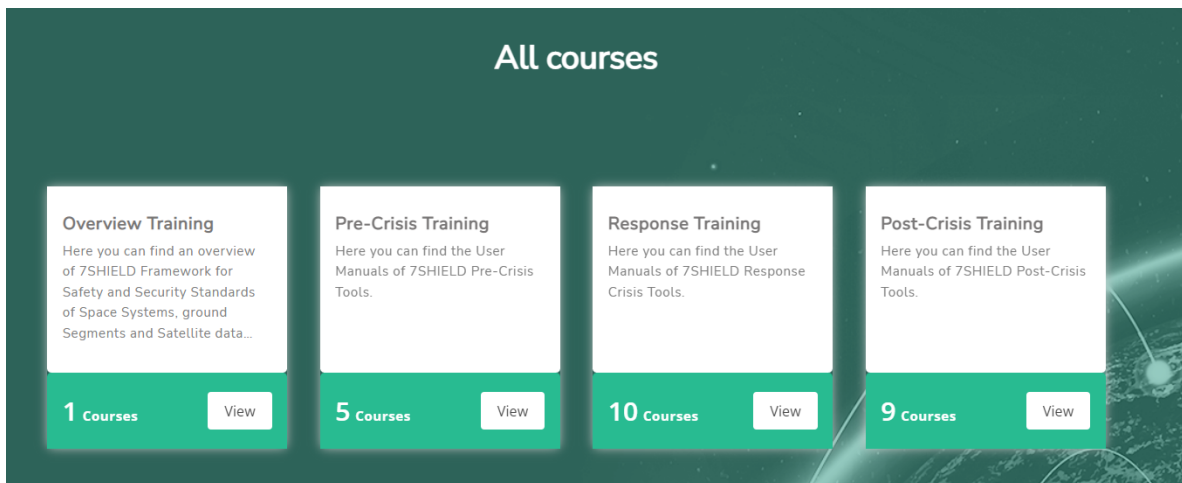 All courses
Overview Training
Here you can find an overview
of 7SHIELD Framework for
Safety and Security Standards
of Space Systems, ground
Segments and Satellite data...
1 Courses
View
Pre-Crisis Training
Here you can find the User
Manuals of 7SHIELD Pre-Crisis
Tools.
5 Courses
View
Response Training
Here you can find the User
Manuals of 7SHIELD Response
Crisis Tools.
10 Courses
View
Post-Crisis Training
Here you can find the User
Manuals of 7SHIELD Post-Crisis
Tools.
9 Courses
View